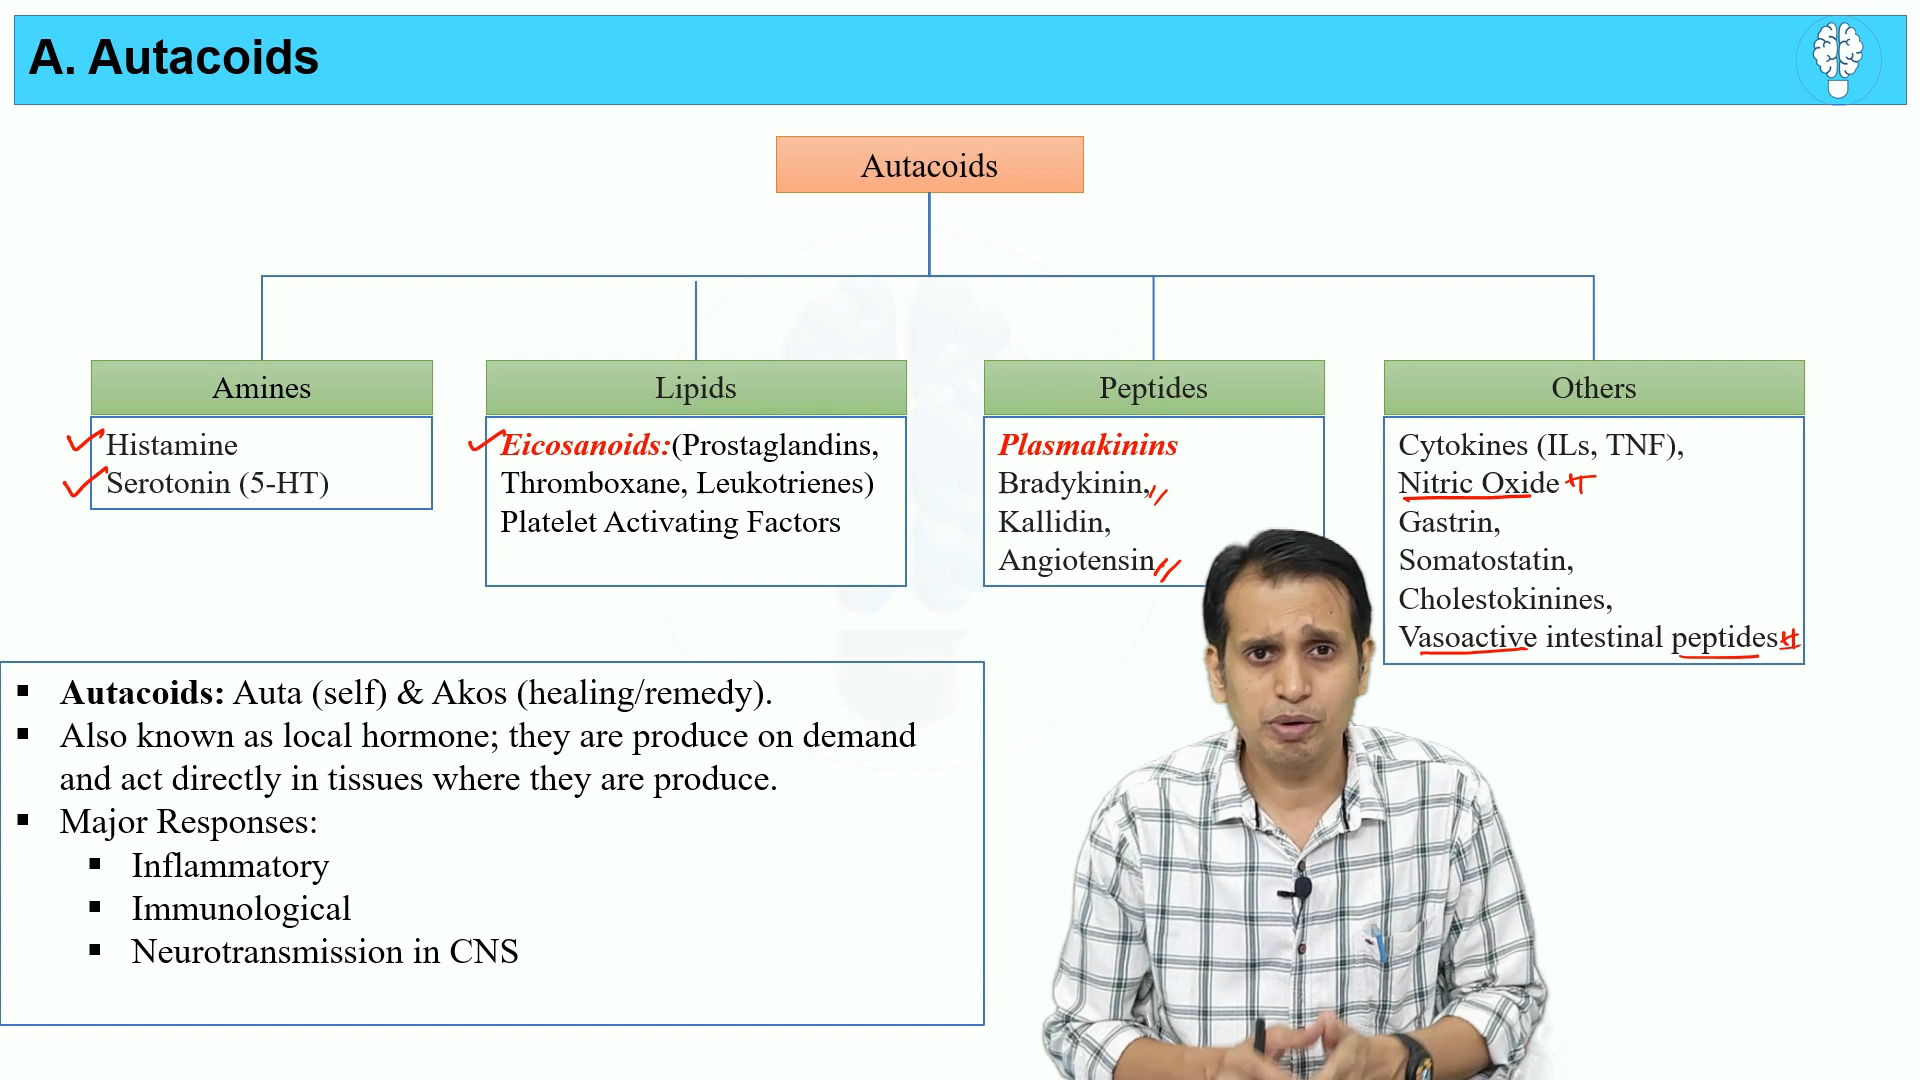 A. Autacoids
Autacoids
Amines
Histamine
Serotonin (5-HT)
Lipids
Eicosanoids:(Prostaglandins,
Thromboxane, Leukotrienes)
Platelet Activating Factors
Peptides
Plasmakinins
Bradykinin,
Kallidin,
Angiotensin
Others
Cytokines (ILs, TNF),
Nitric Oxide
Gastrin,
Somatostatin,
Cholestokinines,
Vasoactive intestinal peptides
▪ Autacoids: Auta (self) & Akos (healing/remedy).
▪ Also known as local hormone; they are produce on demand
and act directly in tissues where they are produce.
▪ Major Responses:
▪ Inflammatory
▪ Immunological
▪ Neurotransmission in CNS